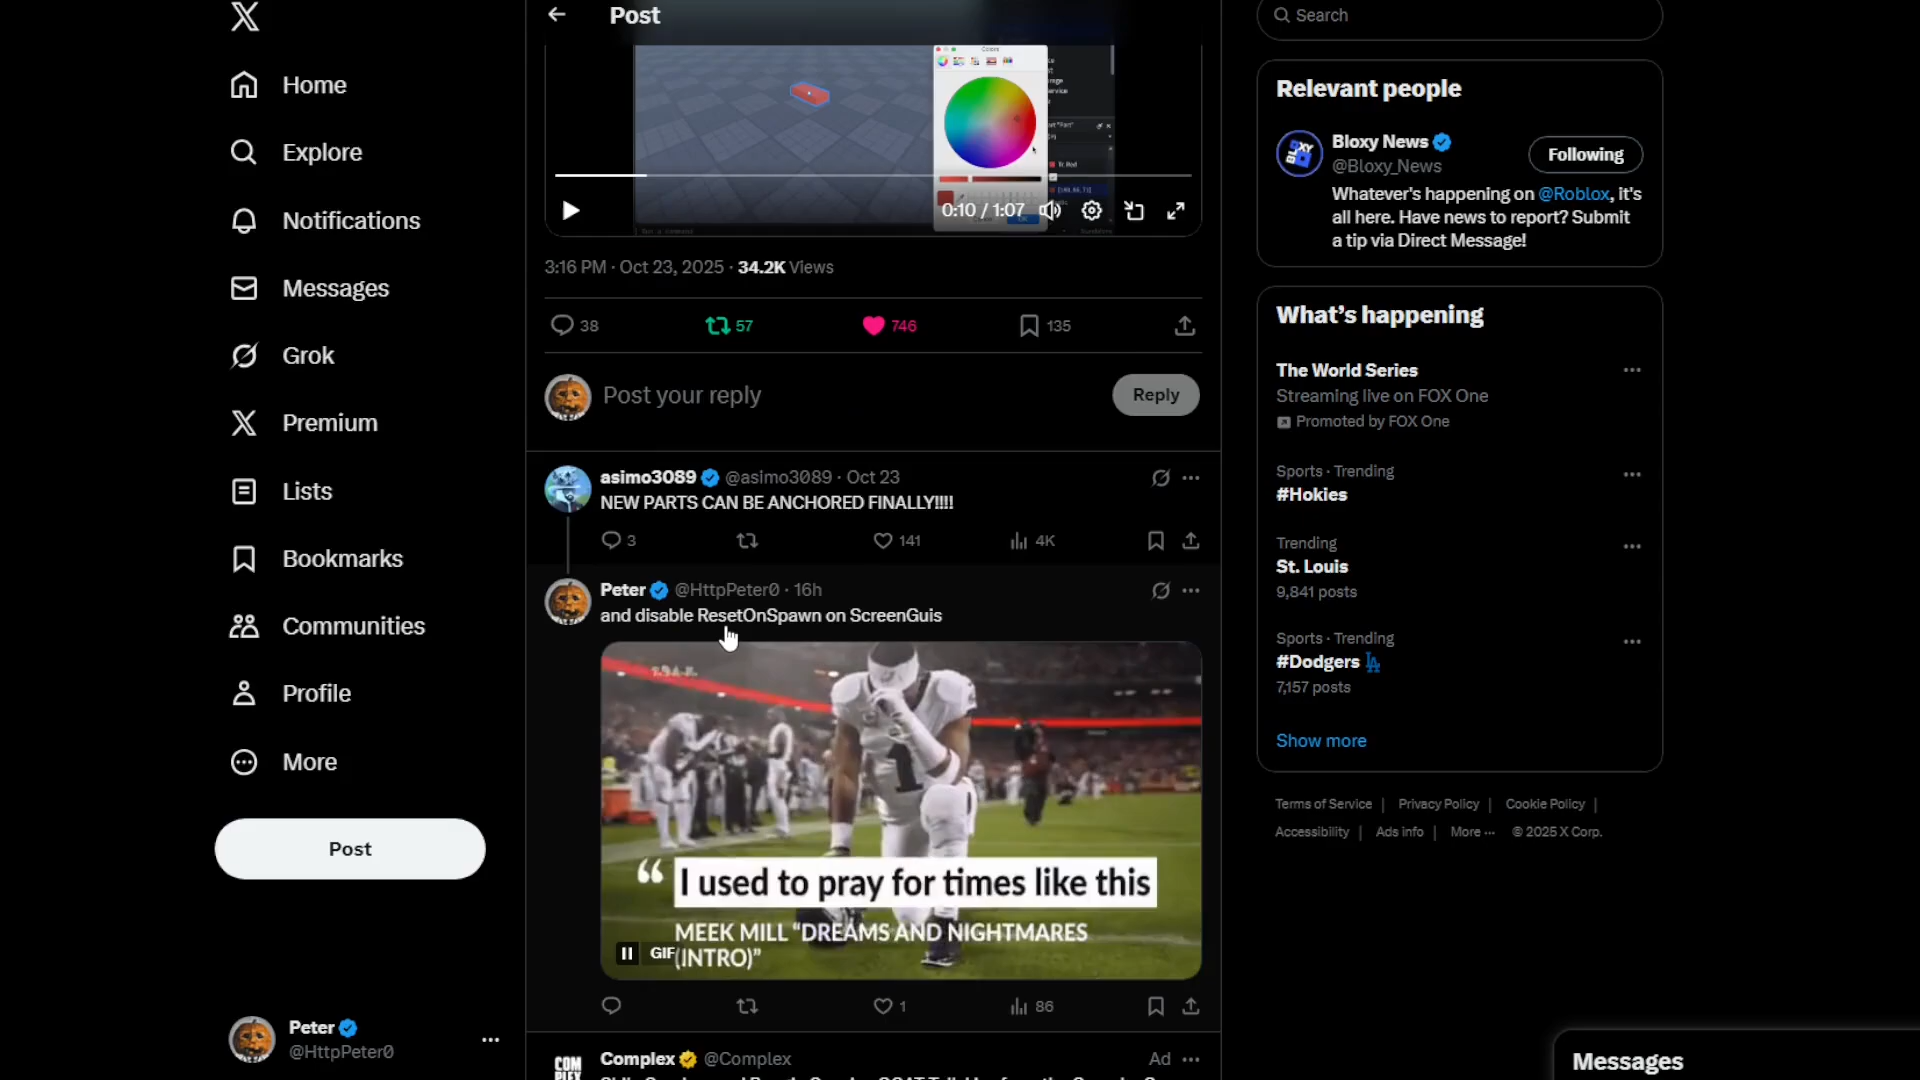 Home
Explore
Notifications
Messages
Grok
Premium
Lists
Bookmarks
Communities
Profile
More
Post
Peter
@HttpPeter0
Post
Colors
0:10 / 1:07
3:16 PM · Oct 23, 2025 · 34.2K Views
38
57
746
135
Post your reply
Reply
asimo3089 @asimo3089 · Oct 23
NEW PARTS CAN BE ANCHORED FINALLY!!!!
3
141
4K
Peter @HttpPeter0 · 16h
and disable ResetOnSpawn on ScreenGuis
“ I used to pray for times like this
MEEK MILL “DREAMS AND NIGHTMARES
(INTRO)”
GIF
1
86
COMPLEX
Complex @Complex
Ad
Search
Relevant people
BLOXY
Bloxy News
@Bloxy_News
Following
Whatever's happening on @Roblox, it's
all here. Have news to report? Submit
a tip via Direct Message!
What’s happening
The World Series
Streaming live on FOX One
Promoted by FOX One
Sports · Trending
#Hokies
Trending
St. Louis
9,841 posts
Sports · Trending
#Dodgers
7,157 posts
Show more
Terms of Service | Privacy Policy | Cookie Policy |
Accessibility | Ads info | More ··· © 2025 X Corp.
Messages